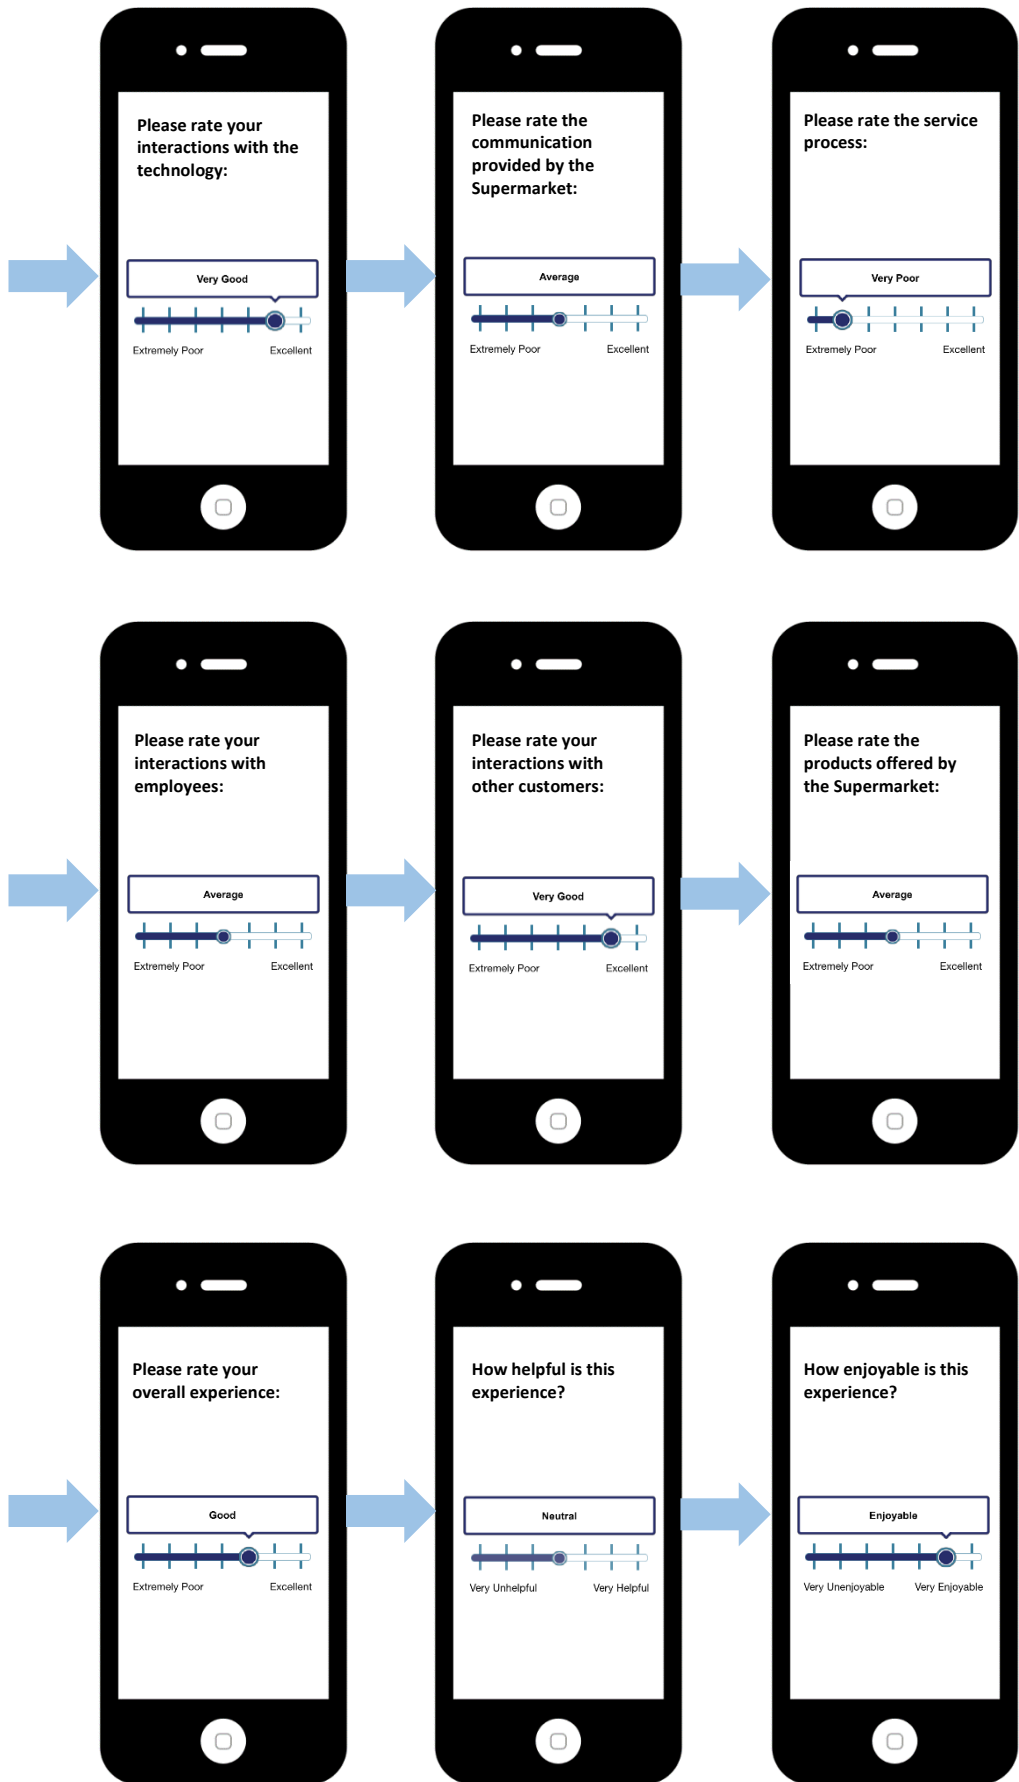 Please rate your
interactions with the
technology:
Very Good
Extremely Poor Excellent
Please rate the
communication
provided by the
Supermarket:
Average
Extremely Poor Excellent
Please rate the service
process:
Very Poor
Extremely Poor Excellent
Please rate your
interactions with
employees:
Average
Extremely Poor Excellent
Please rate your
interactions with
other customers:
Very Good
Extremely Poor Excellent
Please rate the
products offered by
the Supermarket:
Average
Extremely Poor Excellent
Please rate your
overall experience:
Good
Extremely Poor Excellent
How helpful is this
experience?
Neutral
Very Unhelpful Very Helpful
How enjoyable is this
experience?
Enjoyable
Very Unenjoyable Very Enjoyable